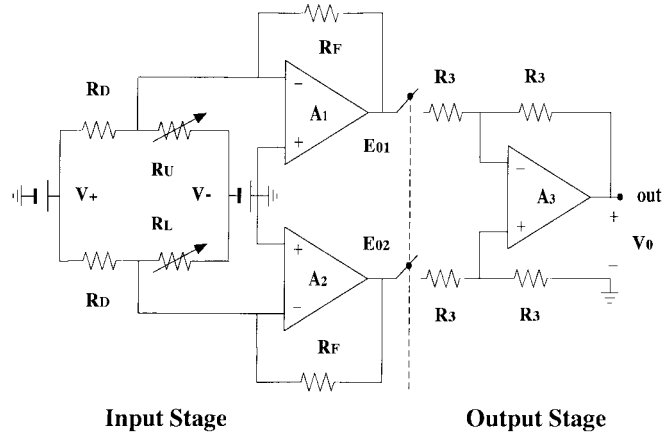 RF
RD
A1
R3
R3
E01
RU
V+
V-
A3
out
RL
E02
V0
RD
A2
RF
R3
R3
Input Stage
Output Stage